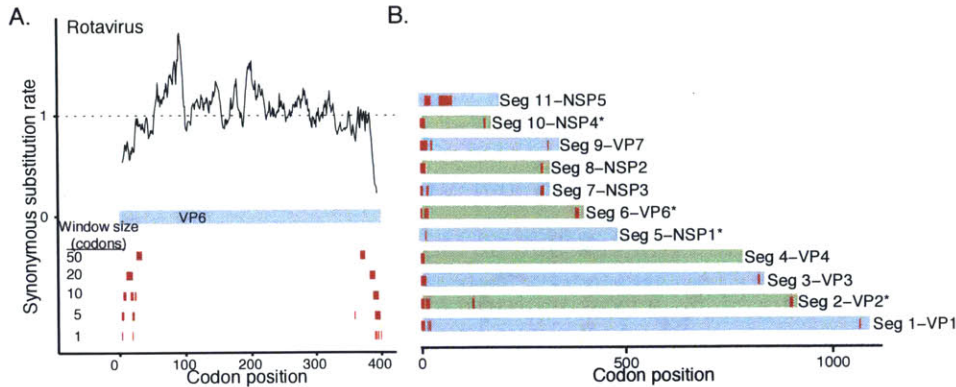 A.
Rotavirus
Synonymous substitution rate
1
0
VP6
Window size
(codons)
50
20
10
5
1
0
100
200
300
400
Codon position
B.
Seg 11–NSP5
Seg 10–NSP4*
Seg 9–VP7
Seg 8–NSP2
Seg 7–NSP3
Seg 6–VP6*
Seg 5–NSP1*
Seg 4–VP4
Seg 3–VP3
Seg 2–VP2*
Seg 1–VP1
0
500
1000
Codon position